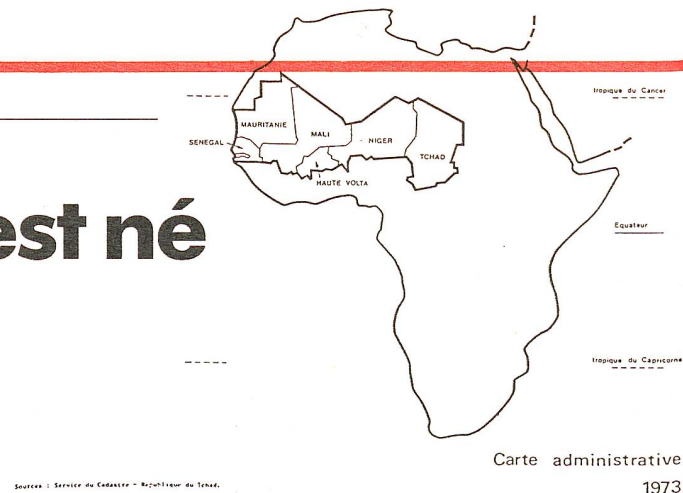 tropique du Cancer
MAURITANIE
MALI
SENEGAL
NIGER
TCHAD
HAUTE VOLTA
est né
Equateur
tropique du Capricorne
Carte administrative
1973
Sources : Service du Cadastre - République du Tchad.